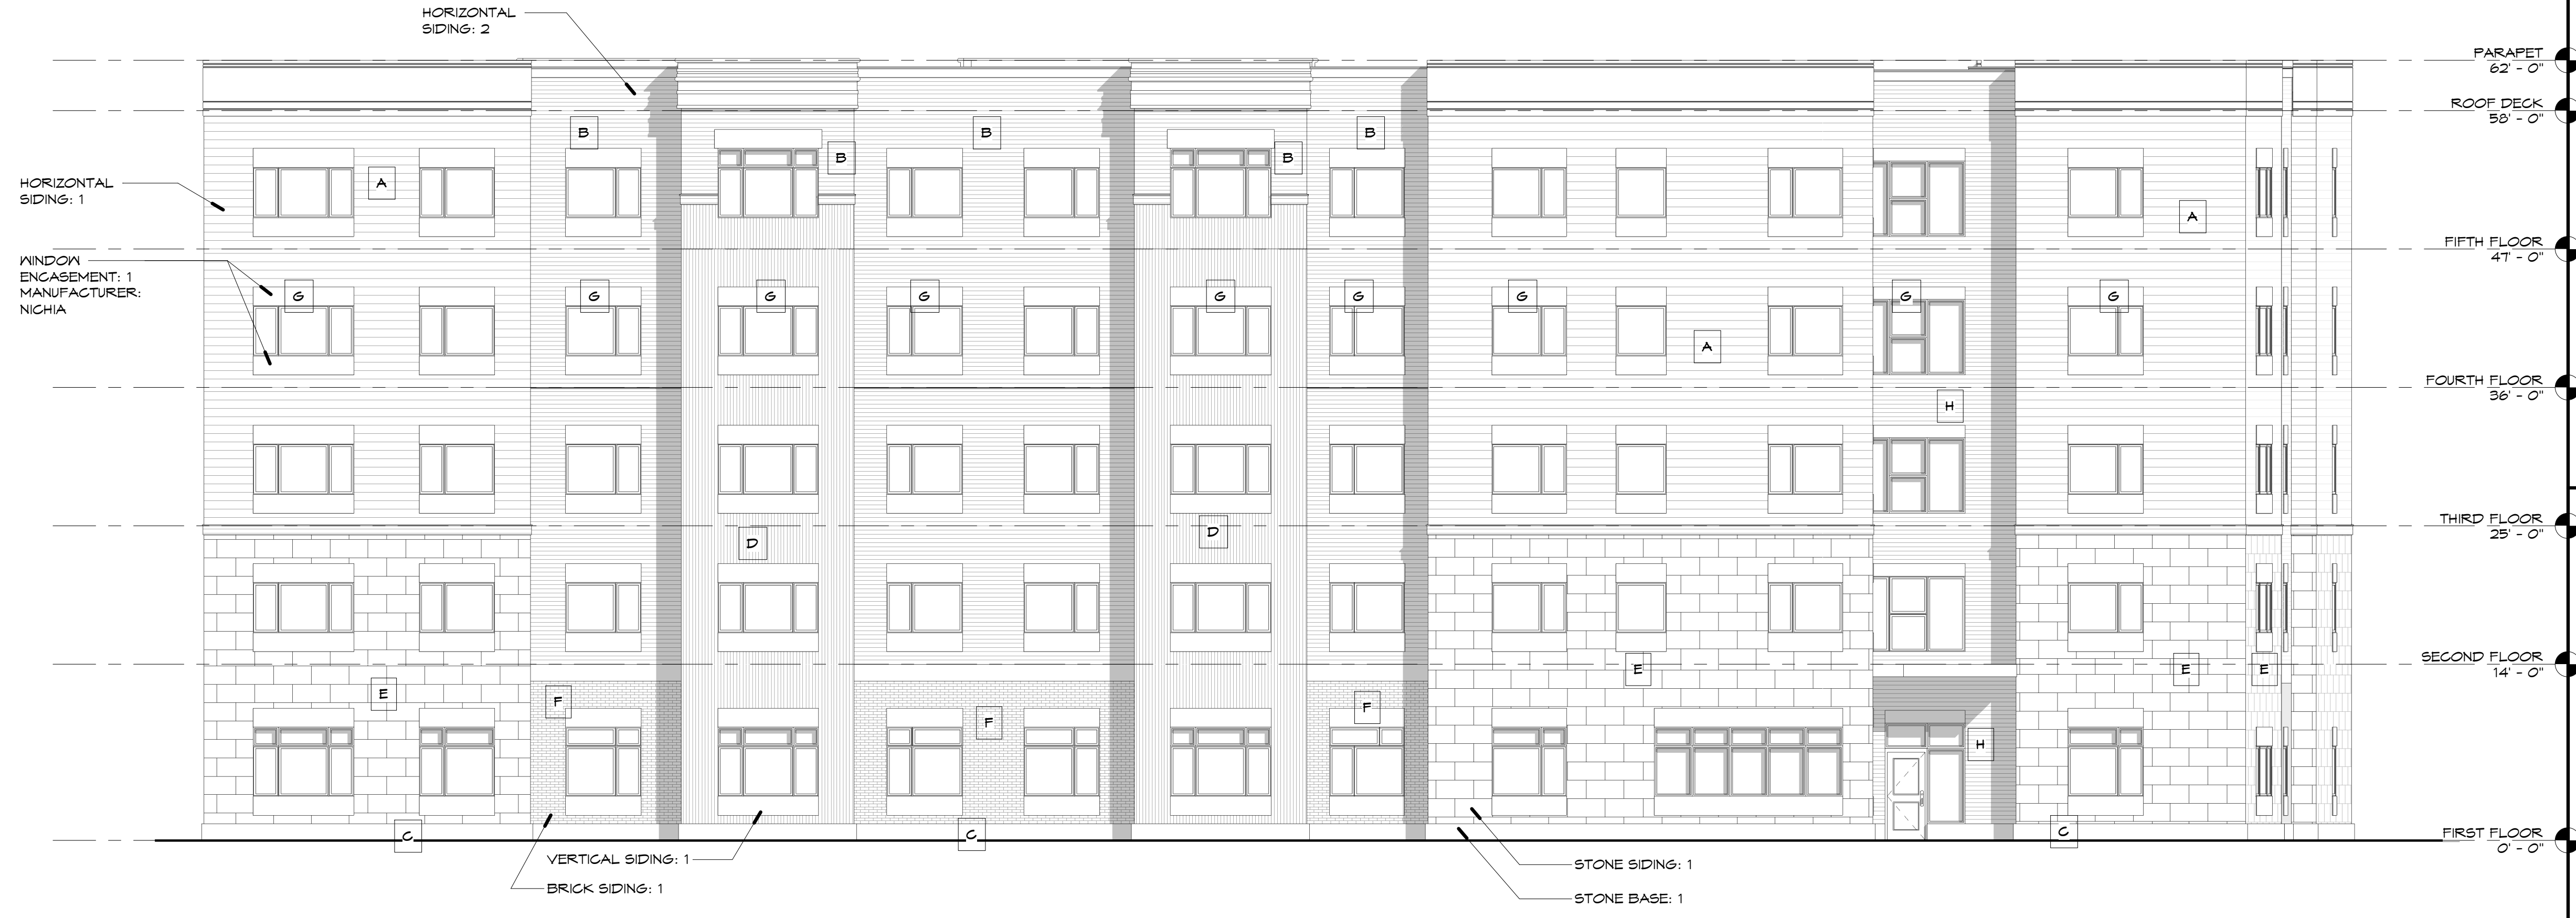 HORIZONTAL
SIDING: 2
PARAPET
62' - 0"
ROOF DECK
58' - 0"
B
B
B
B
B
A
HORIZONTAL
SIDING: 1
A
FIFTH FLOOR
47' - 0"
WINDOW
ENCASEMENT: 1
MANUFACTURER:
NICHIA
G
G
G
G
G
G
G
G
G
A
FOURTH FLOOR
36' - 0"
H
THIRD FLOOR
25' - 0"
D
D
SECOND FLOOR
14' - 0"
E
E
E
E
F
F
F
H
C
C
C
FIRST FLOOR
0' - 0"
VERTICAL SIDING: 1
BRICK SIDING: 1
STONE SIDING: 1
STONE BASE: 1